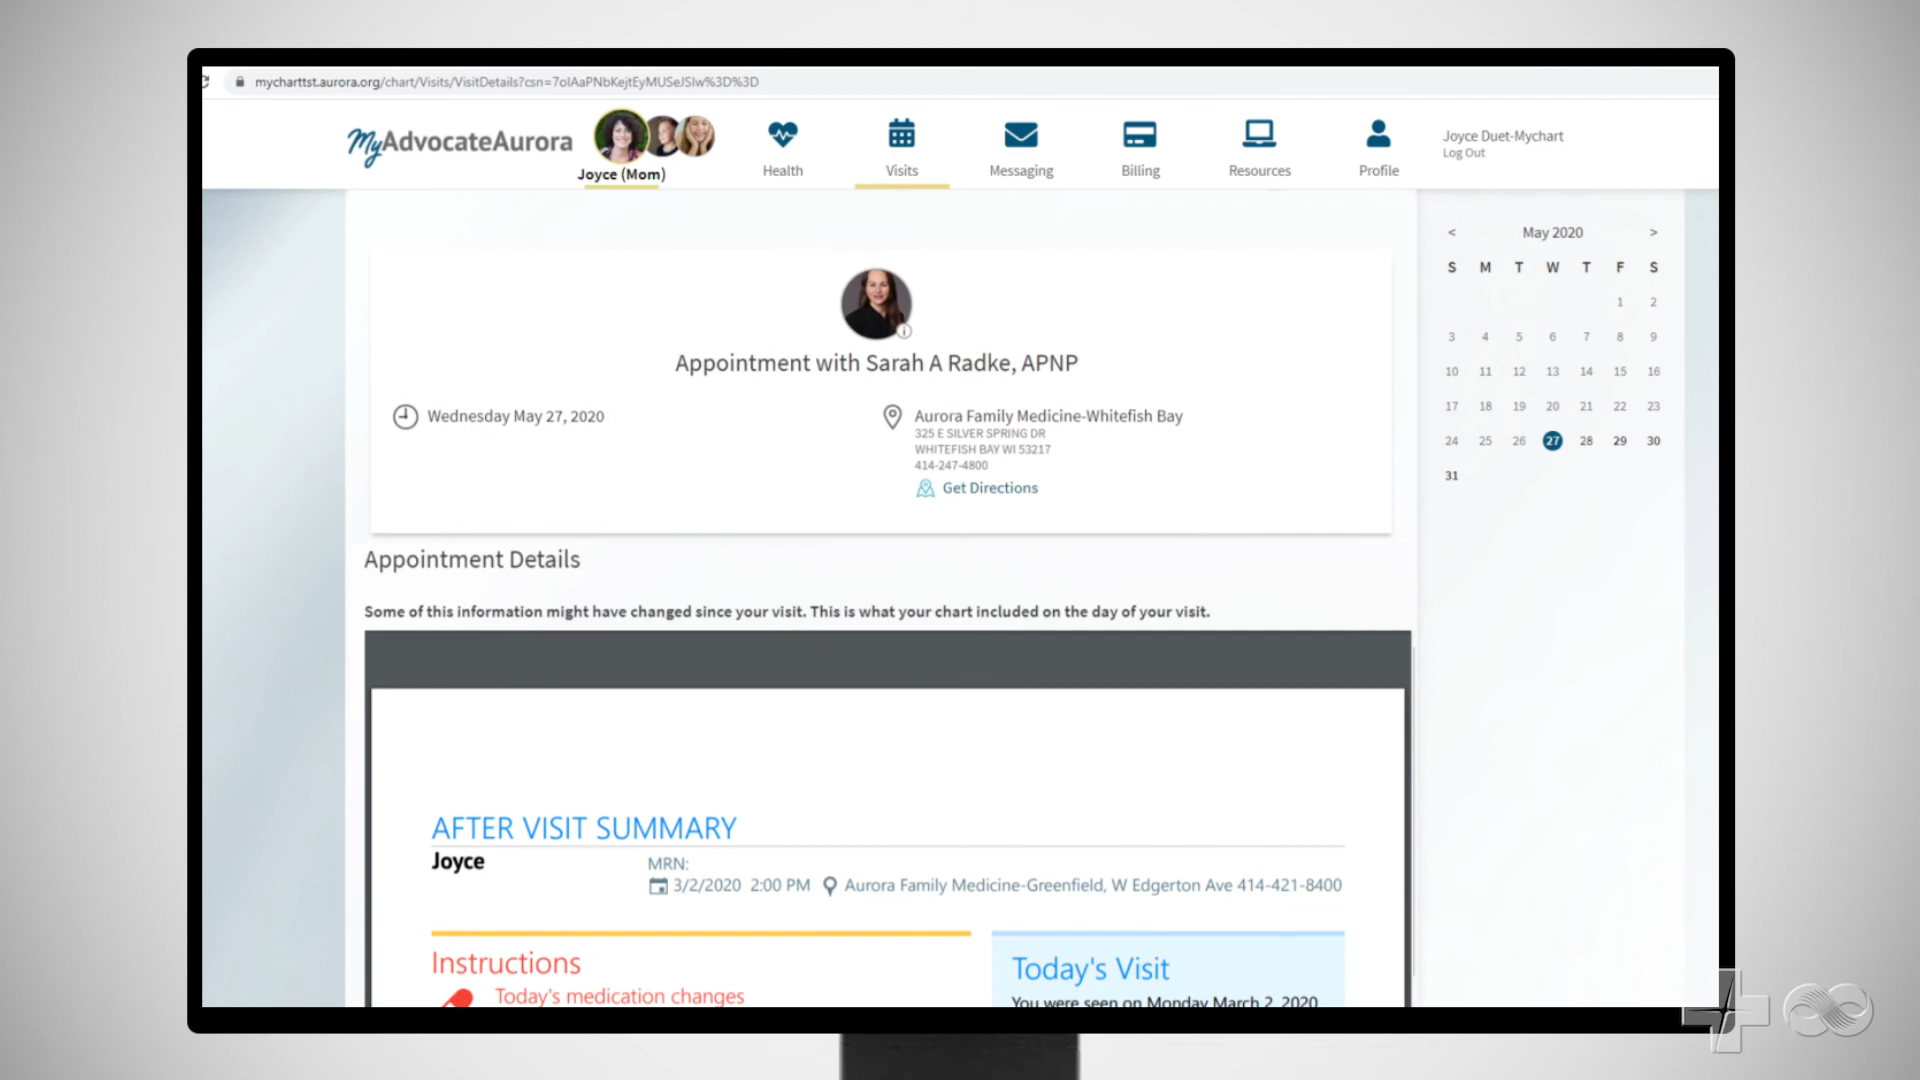 mycharttst.aurora.org/chart/Visits/VisitDetails?csn=7oIAaPNbKejtEyMUSeJSIw%3D%3D
MyAdvocateAurora
Joyce (Mom)
Health
Visits
Messaging
Billing
Resources
Profile
Joyce Duet-Mychart
Log Out
Appointment with Sarah A Radke, APNP
Wednesday May 27, 2020
Aurora Family Medicine-Whitefish Bay
325 E SILVER SPRING DR
WHITEFISH BAY WI 53217
414-247-4800
Get Directions
< May 2020 >
S M T W T F S
1 2
3 4 5 6 7 8 9
10 11 12 13 14 15 16
17 18 19 20 21 22 23
24 25 26 27 28 29 30
31
Appointment Details
Some of this information might have changed since your visit. This is what your chart included on the day of your visit.
AFTER VISIT SUMMARY
Joyce
MRN:
3/2/2020 2:00 PM Aurora Family Medicine-Greenfield, W Edgerton Ave 414-421-8400
Instructions
Today's medication changes
Today's Visit
You were seen on Monday March 2, 2020